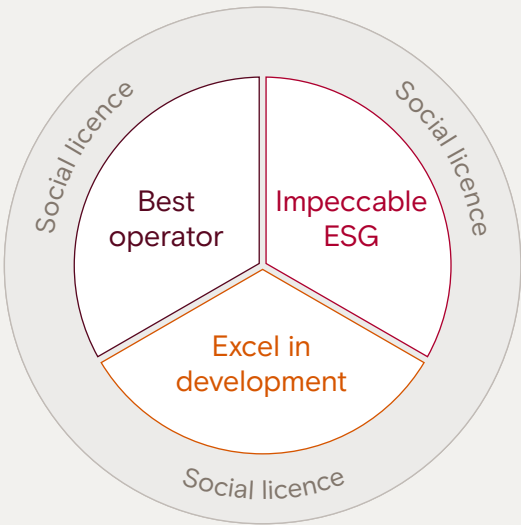 Social licence
Social licence
Best
operator
Impeccable
ESG
Excel in
development
Social licence